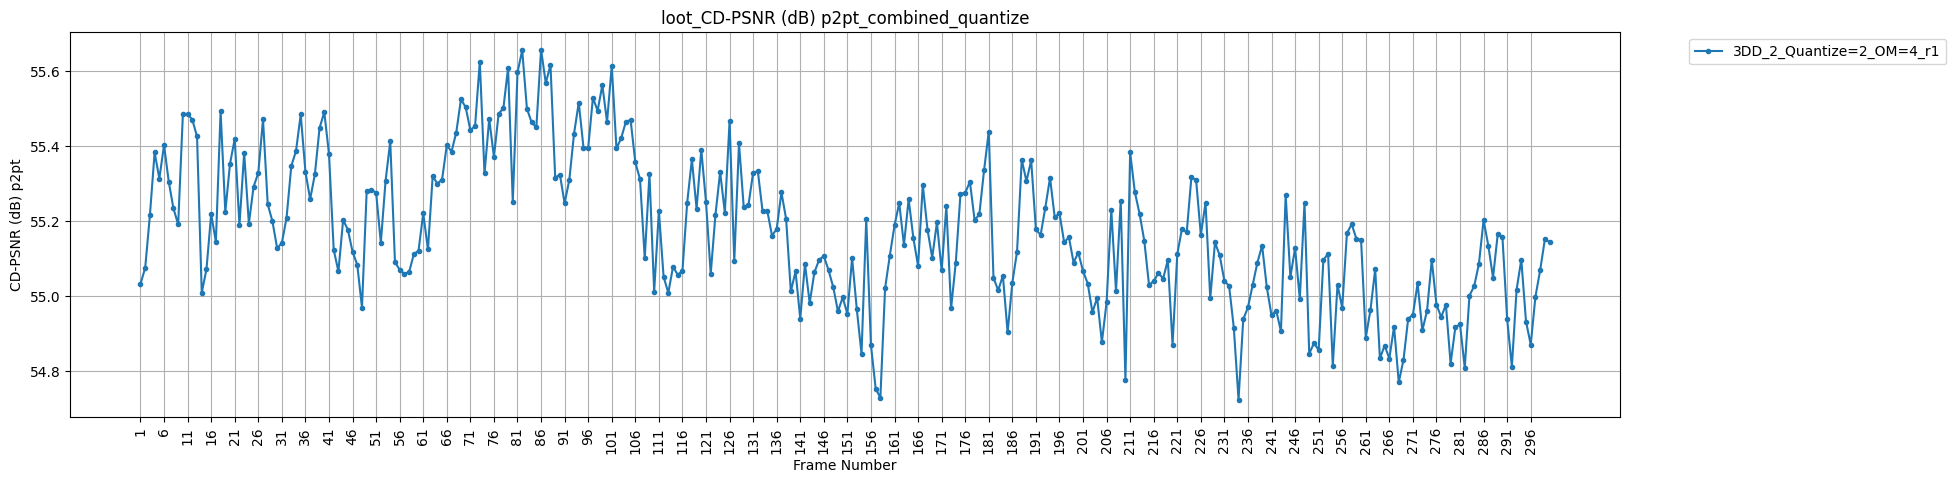 loot_CD-PSNR (dB) p2pt_combined_quantize
3DD_2_Quantize=2_OM=4_r1
CD-PSNR (dB) p2pt
55.6
55.4
55.2
55.0
54.8
1 6 11 16 21 26 31 36 41 46 51 56 61 66 71 76 81 86 91 96 101 106 111 116 121 126 131 136 141 146 151 156 161 166 171 176 181 186 191 196 201 206 211 216 221 226 231 236 241 246 251 256 261 266 271 276 281 286 291 296
Frame Number